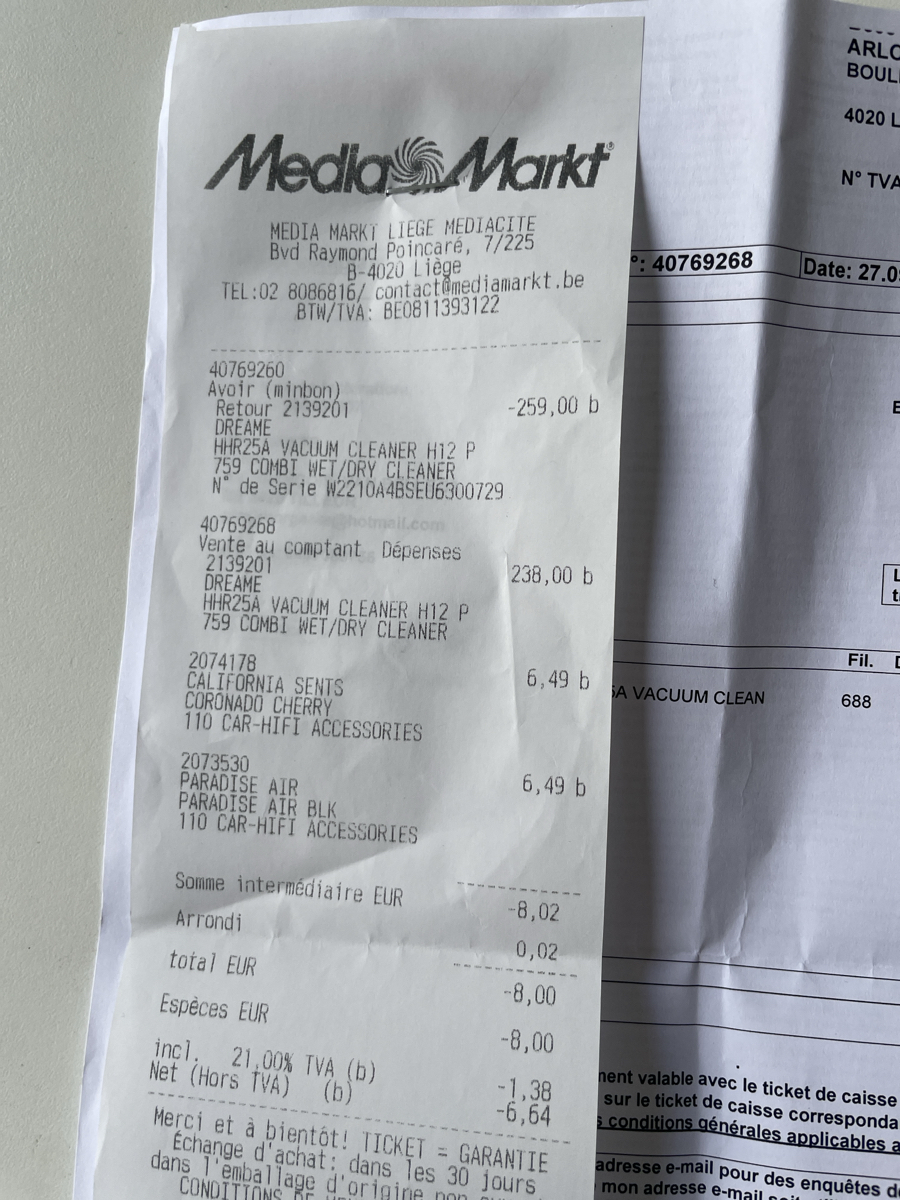 MediaMarkt®
MEDIA MARKT LIEGE MEDIACITE
Bvd Raymond Poincaré, 7/225
B-4020 Liège
TEL:02 8086816/ contact@mediamarkt.be
BTW/TVA: BE0811393122
40769260
Avoir (minbon)
Retour 2139201 -259,00 b
DREAME
HHR25A VACUUM CLEANER H12 P
759 COMBI WET/DRY CLEANER
N° de Serie W2210A4BSEU6300729
40769268
Vente au comptant Dépenses
2139201 238,00 b
DREAME
HHR25A VACUUM CLEANER H12 P
759 COMBI WET/DRY CLEANER
2074178
CALIFORNIA SENTS 6,49 b
CORONADO CHERRY
110 CAR-HIFI ACCESSORIES
2073530
PARADISE AIR 6,49 b
PARADISE AIR BLK
110 CAR-HIFI ACCESSORIES
Somme intermédiaire EUR -8,02
Arrondi 0,02
total EUR -8,00
Espèces EUR -8,00
incl. 21,00% TVA (b) -1,38
Net (Hors TVA) (b) -6,64
Merci et à bientôt! TICKET = GARANTIE
Échange d'achat: dans les 30 jours
dans l'emballage d'origine non
CONDITIONS DE
ARLO
BOUL
4020 L
N° TVA
°: 40769268 Date: 27.0
Fil.
5A VACUUM CLEAN 688
ment valable avec le ticket de caisse
sur le ticket de caisse corresponda
s conditions générales applicables a
adresse e-mail pour des enquêtes d
mon adresse e-mail